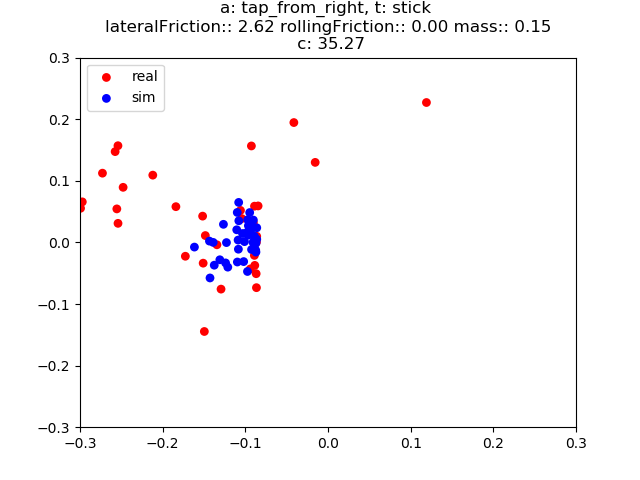 a: tap_from_right, t: stick
lateralFriction:: 2.62 rollingFriction:: 0.00 mass:: 0.15
c: 35.27
real
sim
0.3
0.2
0.1
0.0
−0.1
−0.2
−0.3
−0.3
−0.2
−0.1
0.0
0.1
0.2
0.3